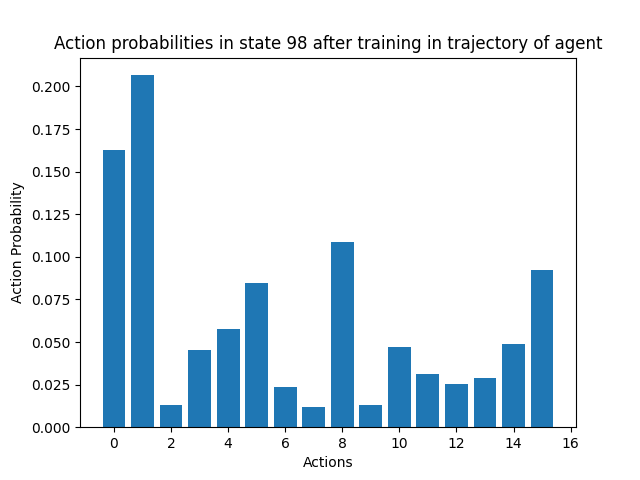 Action probabilities in state 98 after training in trajectory of agent
0.200
0.175
0.150
0.125
0.100
0.075
0.050
0.025
0.000
Action Probability
0 2 4 6 8 10 12 14 16
Actions